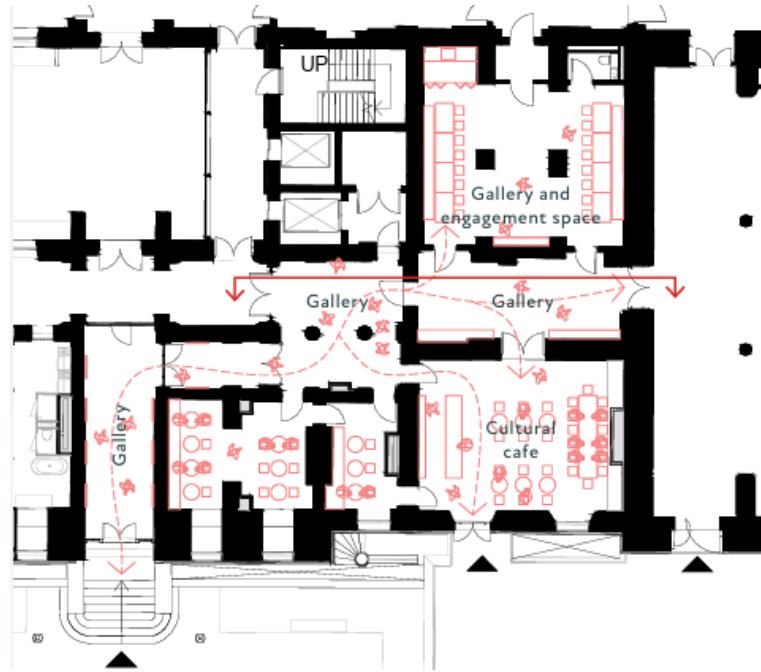 UP
Gallery and
engagement space
Gallery
Gallery
Gallery
Cultural
cafe